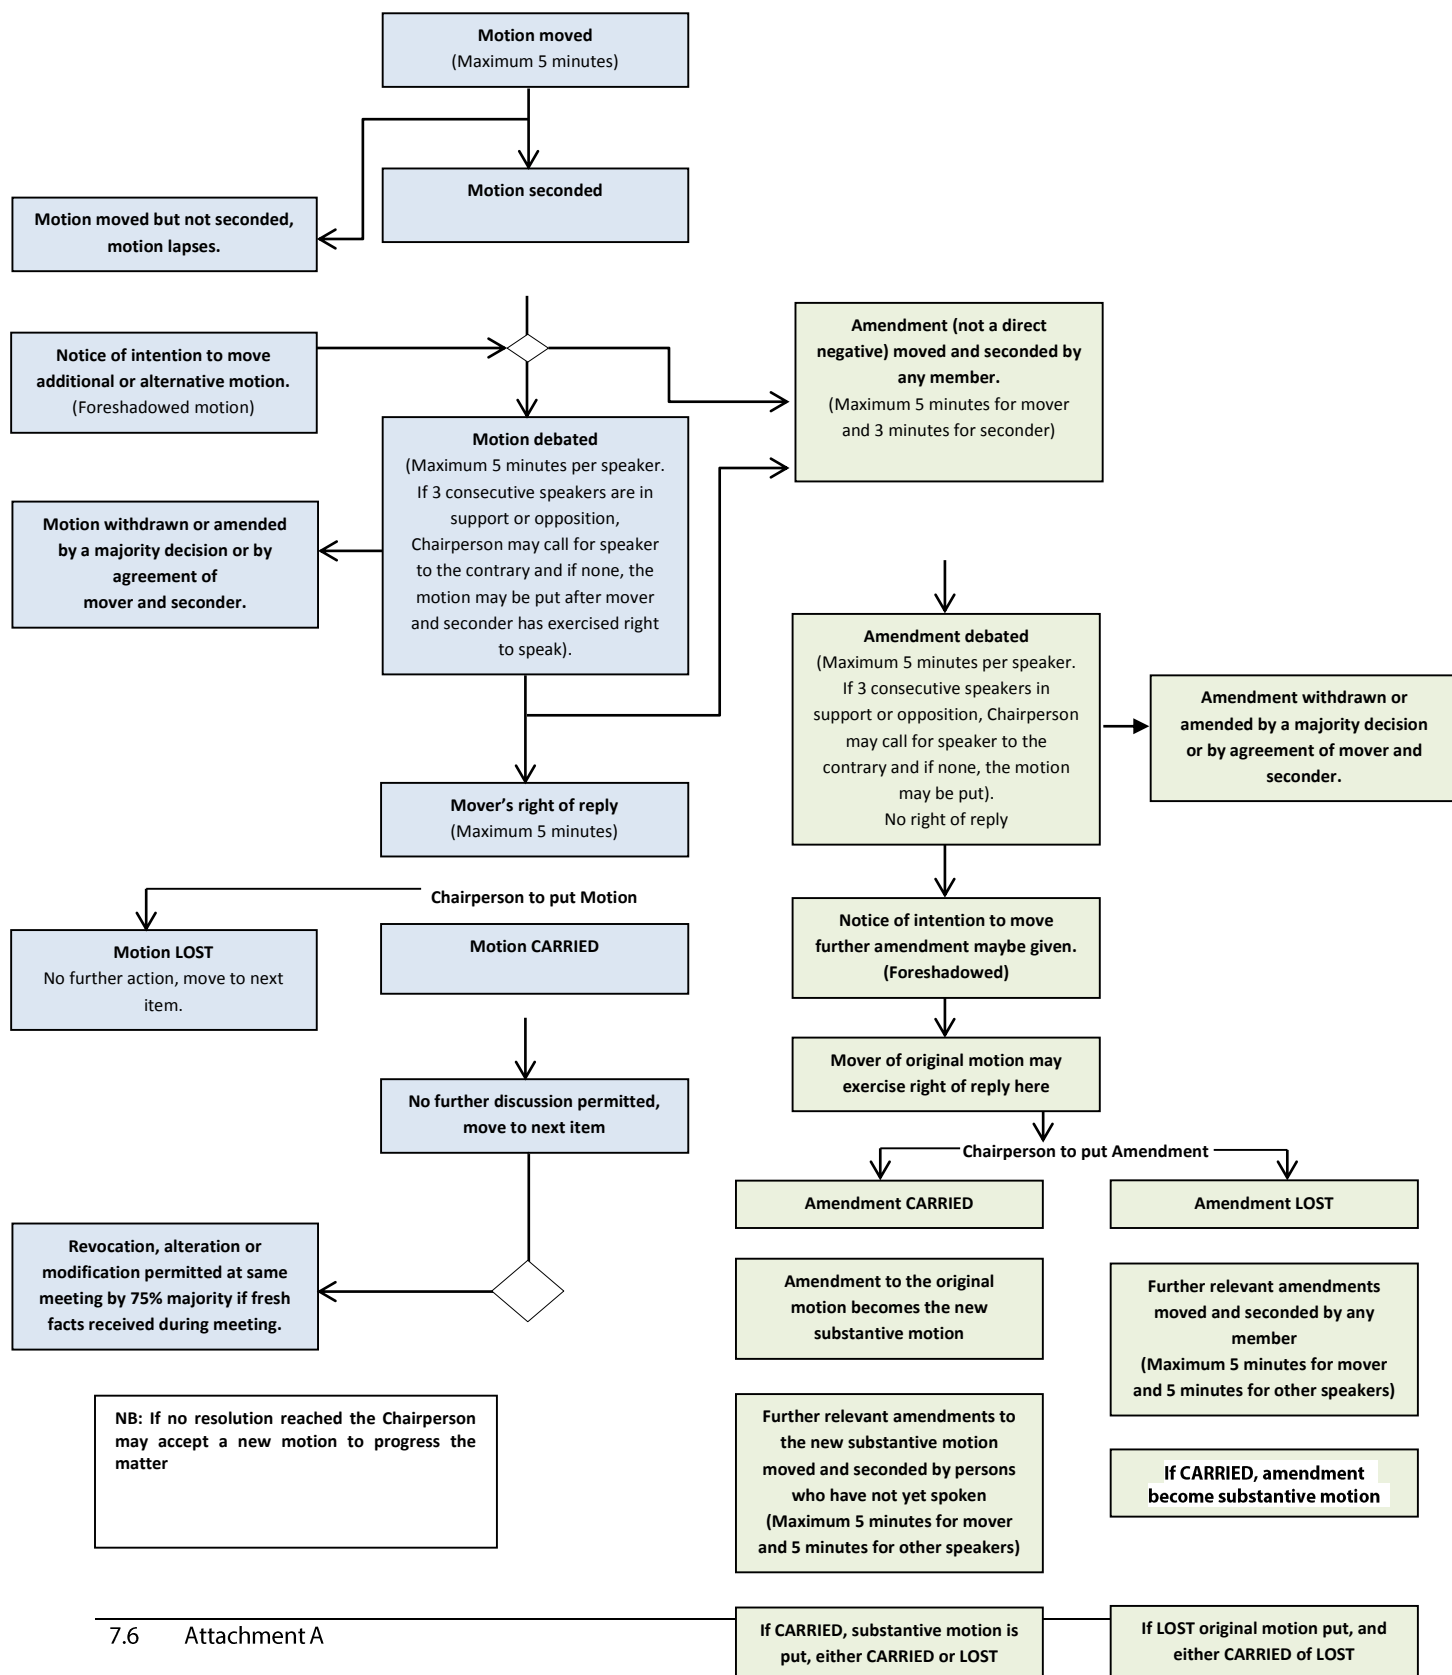 Motion moved
(Maximum 5 minutes)
Motion seconded
Motion moved but not seconded,
motion lapses.
Notice of intention to move
additional or alternative motion.
(Foreshadowed motion)
Amendment (not a direct
negative) moved and seconded by
any member.
(Maximum 5 minutes for mover
and 3 minutes for seconder)
Motion debated
(Maximum 5 minutes per speaker.
If 3 consecutive speakers are in
support or opposition,
Chairperson may call for speaker
to the contrary and if none, the
motion may be put after mover
and seconder has exercised right
to speak).
Motion withdrawn or amended
by a majority decision or by
agreement of
mover and seconder.
Amendment debated
(Maximum 5 minutes per speaker.
If 3 consecutive speakers in
support or opposition, Chairperson
may call for speaker to the
contrary and if none, the motion
may be put).
No right of reply
Amendment withdrawn or
amended by a majority decision
or by agreement of mover and
seconder.
Mover's right of reply
(Maximum 5 minutes)
Chairperson to put Motion
Motion LOST
No further action, move to next
item.
Motion CARRIED
Notice of intention to move
further amendment maybe given.
(Foreshadowed)
Mover of original motion may
exercise right of reply here
No further discussion permitted,
move to next item
Chairperson to put Amendment
Amendment CARRIED
Amendment LOST
Revocation, alteration or
modification permitted at same
meeting by 75% majority if fresh
facts received during meeting.
Amendment to the original
motion becomes the new
substantive motion
Further relevant amendments
moved and seconded by any
member
(Maximum 5 minutes for mover
and 5 minutes for other speakers)
NB: If no resolution reached the Chairperson
may accept a new motion to progress the
matter
Further relevant amendments to
the new substantive motion
moved and seconded by persons
who have not yet spoken
(Maximum 5 minutes for mover
and 5 minutes for other speakers)
If CARRIED, amendment
become substantive motion
If CARRIED, substantive motion is
put, either CARRIED or LOST
If LOST original motion put, and
either CARRIED of LOST
7.6 Attachment A